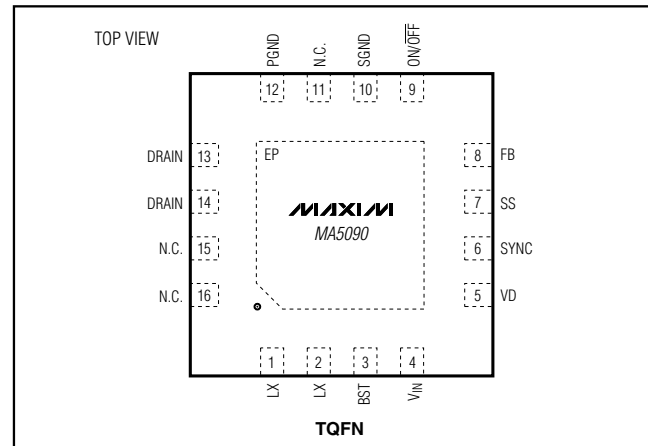 TOP VIEW
PGND
N.C.
SGND
ON/OFF
12
11
10
9
DRAIN 13
EP
8 FB
DRAIN 14
MAXIM
7 SS
MA5090
N.C. 15
6 SYNC
N.C. 16
5 VD
1
2
3
4
LX
LX
BST
VIN
TQFN